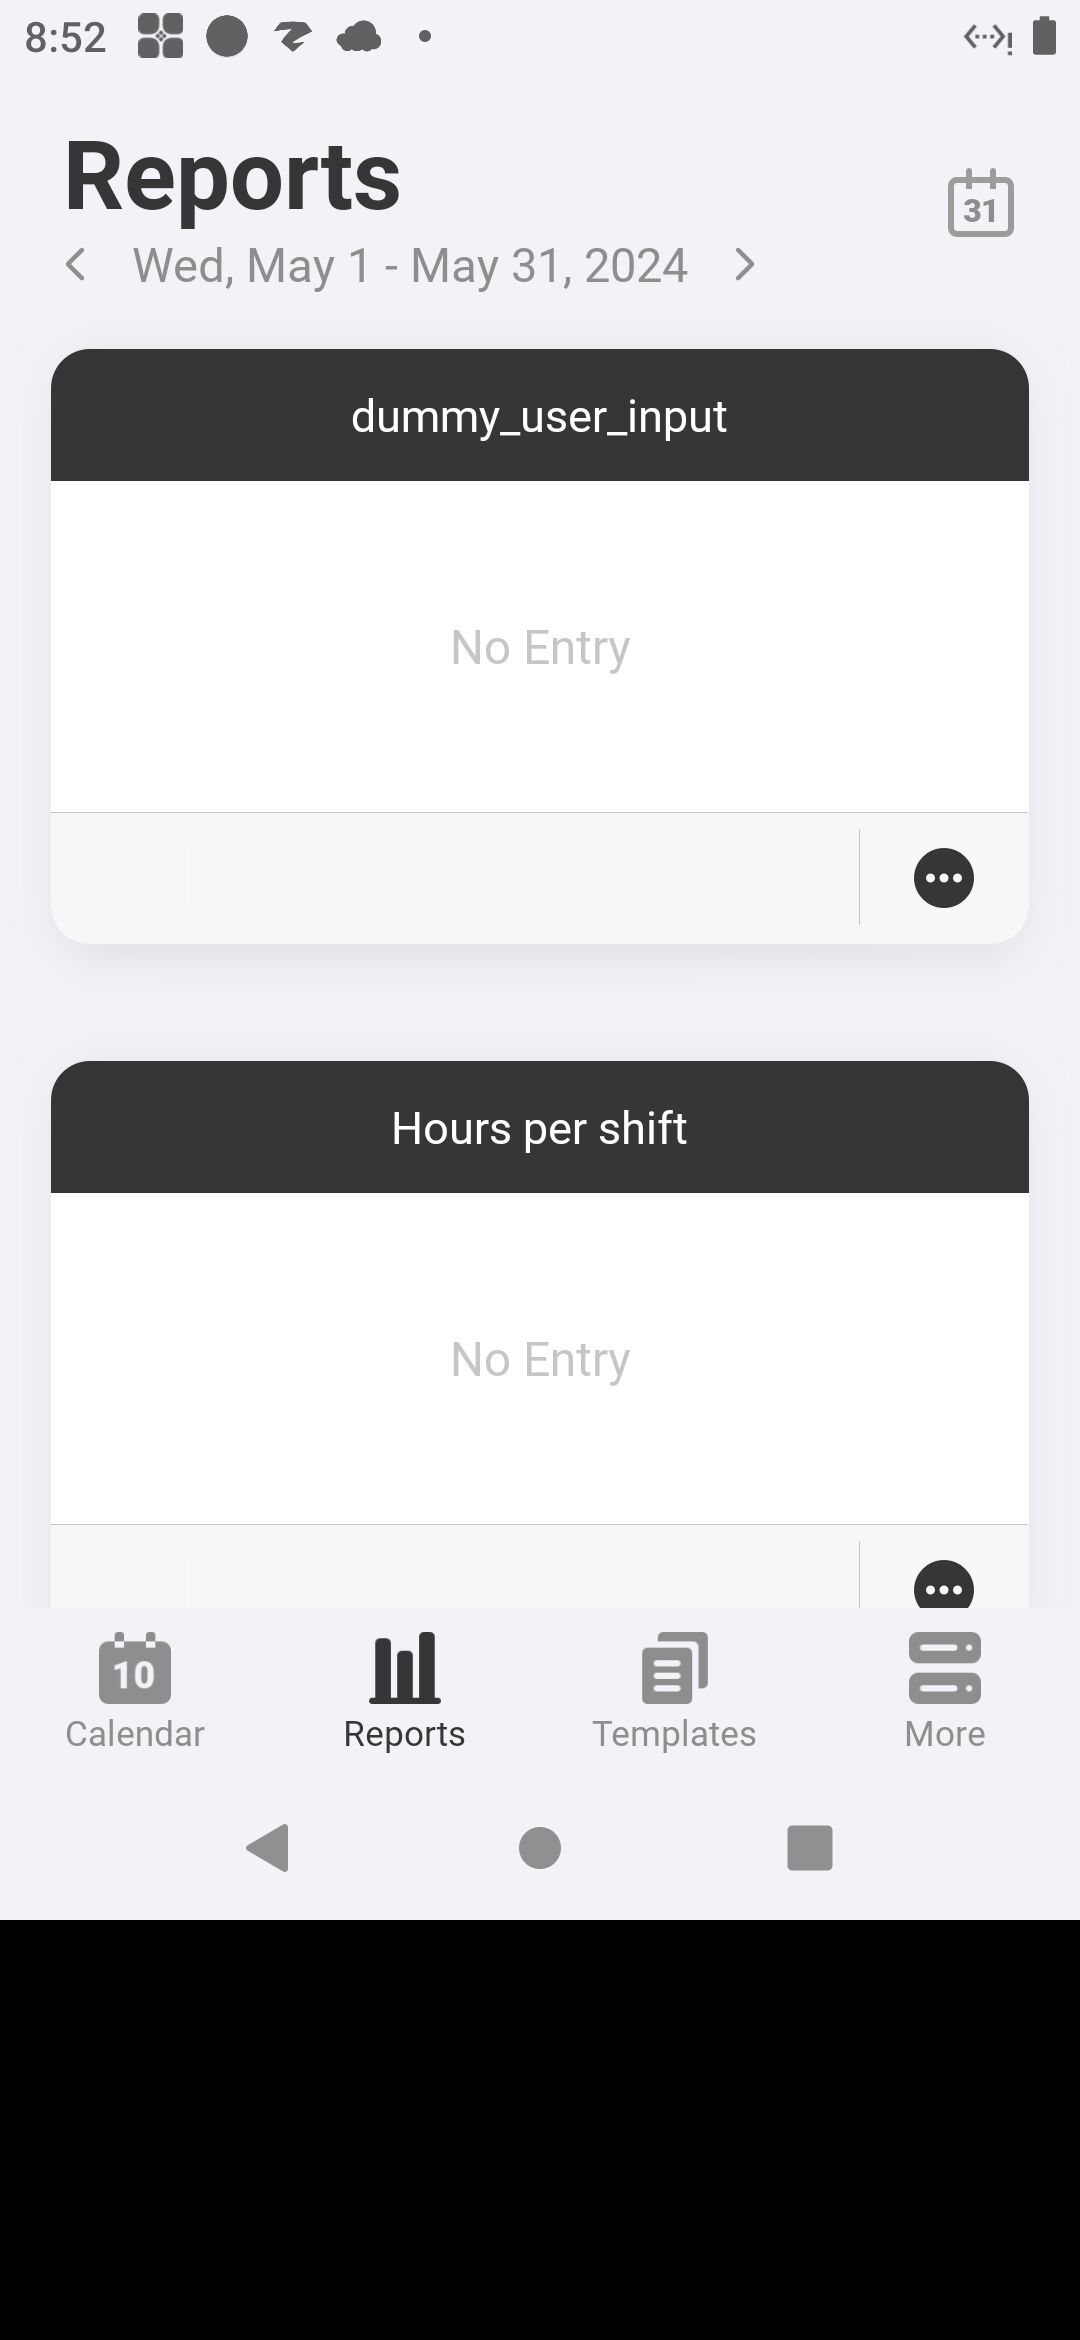 8:52
Reports
31
Wed, May 1 - May 31, 2024
dummy_user_input
No Entry
Hours per shift
No Entry
10
Calendar
Reports
Templates
More